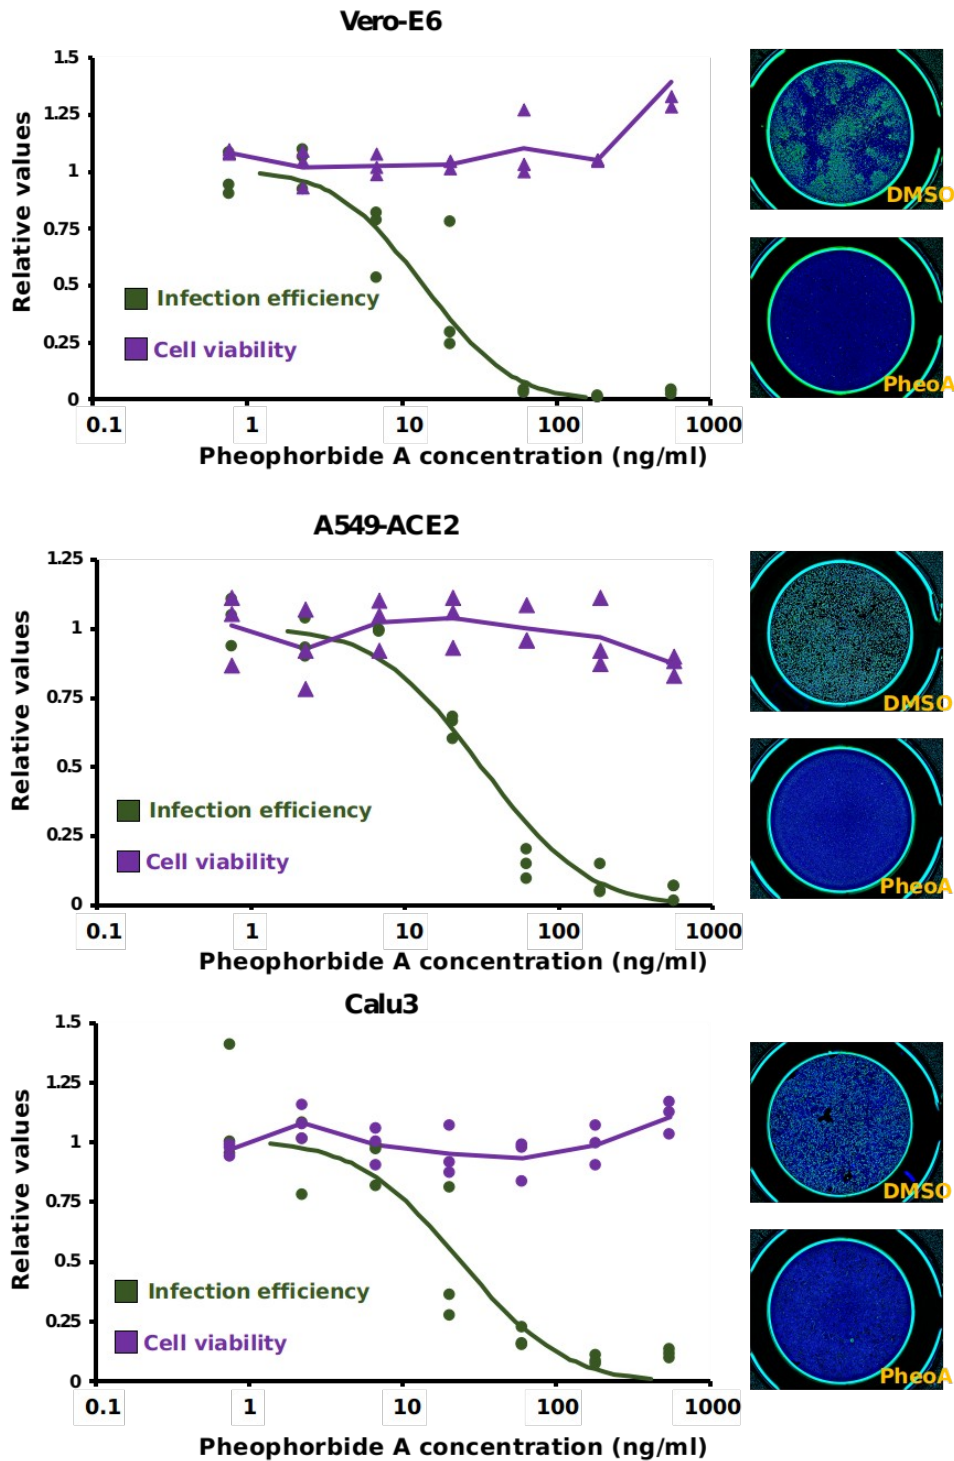 Vero-E6
1.5
1.25
1
0.75
0.5
0.25
0
Relative values
Infection efficiency
Cell viability
0.1 1 10 100 1000
Pheophorbide A concentration (ng/ml)
DMSO
PheoA
A549-ACE2
1.25
1
0.75
0.5
0.25
0
Relative values
Infection efficiency
Cell viability
0.1 1 10 100 1000
Pheophorbide A concentration (ng/ml)
DMSO
PheoA
Calu3
1.5
1.25
1
0.75
0.5
0.25
0
Relative values
Infection efficiency
Cell viability
0.1 1 10 100 1000
Pheophorbide A concentration (ng/ml)
DMSO
PheoA